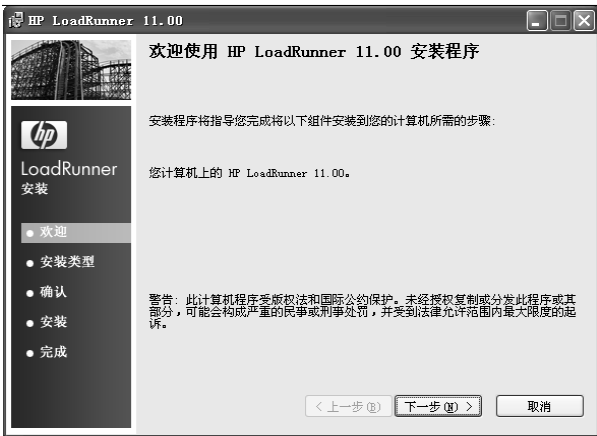 HP LoadRunner 11.00
欢迎使用 HP LoadRunner 11.00 安装程序
安装程序将指导您完成将以下组件安装到您的计算机所需的步骤:
您计算机上的 HP LoadRunner 11.00。
hp
LoadRunner
安装
欢迎
安装类型
确认
安装
完成
警告: 此计算机程序受版权法和国际公约保护。未经授权复制或分发此程序或其
部分,可能会构成严重的民事或刑事处罚,并受到法律允许范围内最大限度的起
诉。
< 上一步(B)
下一步(N) >
取消